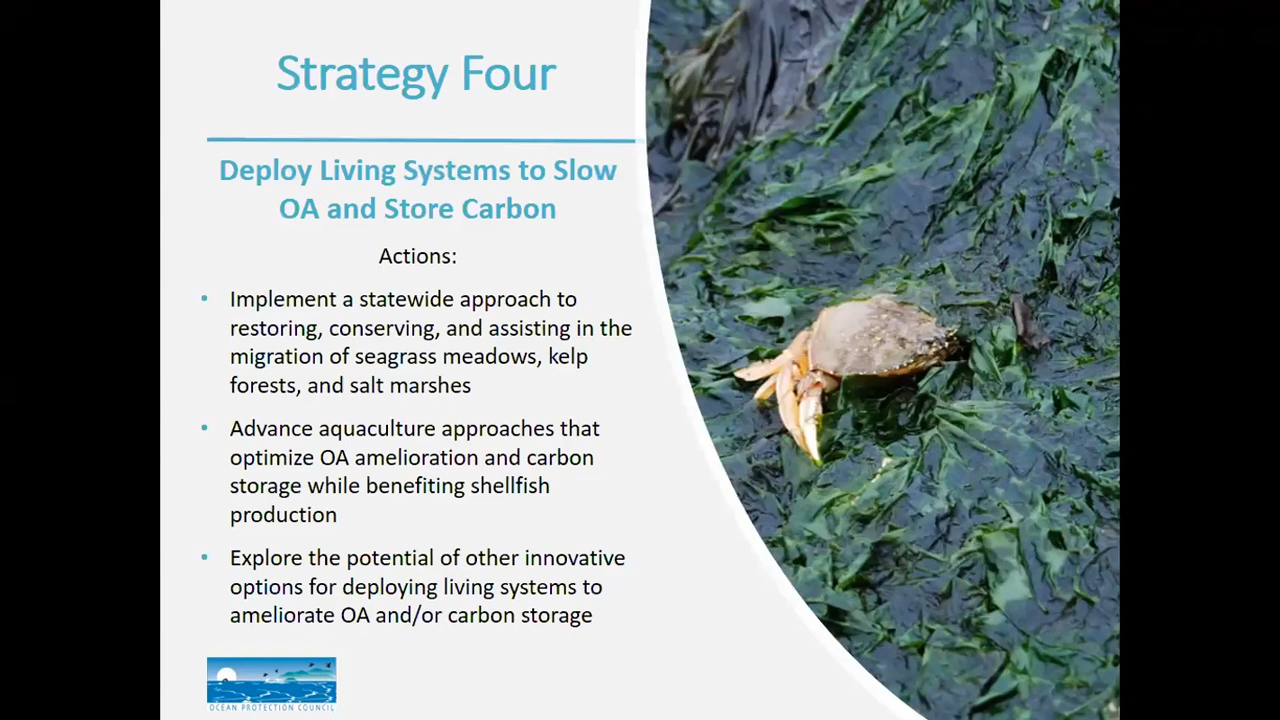 Strategy Four
Deploy Living Systems to Slow
OA and Store Carbon
Actions:
• Implement a statewide approach to
restoring, conserving, and assisting in the
migration of seagrass meadows, kelp
forests, and salt marshes
• Advance aquaculture approaches that
optimize OA amelioration and carbon
storage while benefiting shellfish
production
• Explore the potential of other innovative
options for deploying living systems to
ameliorate OA and/or carbon storage
OCEAN PROTECTION COUNCIL